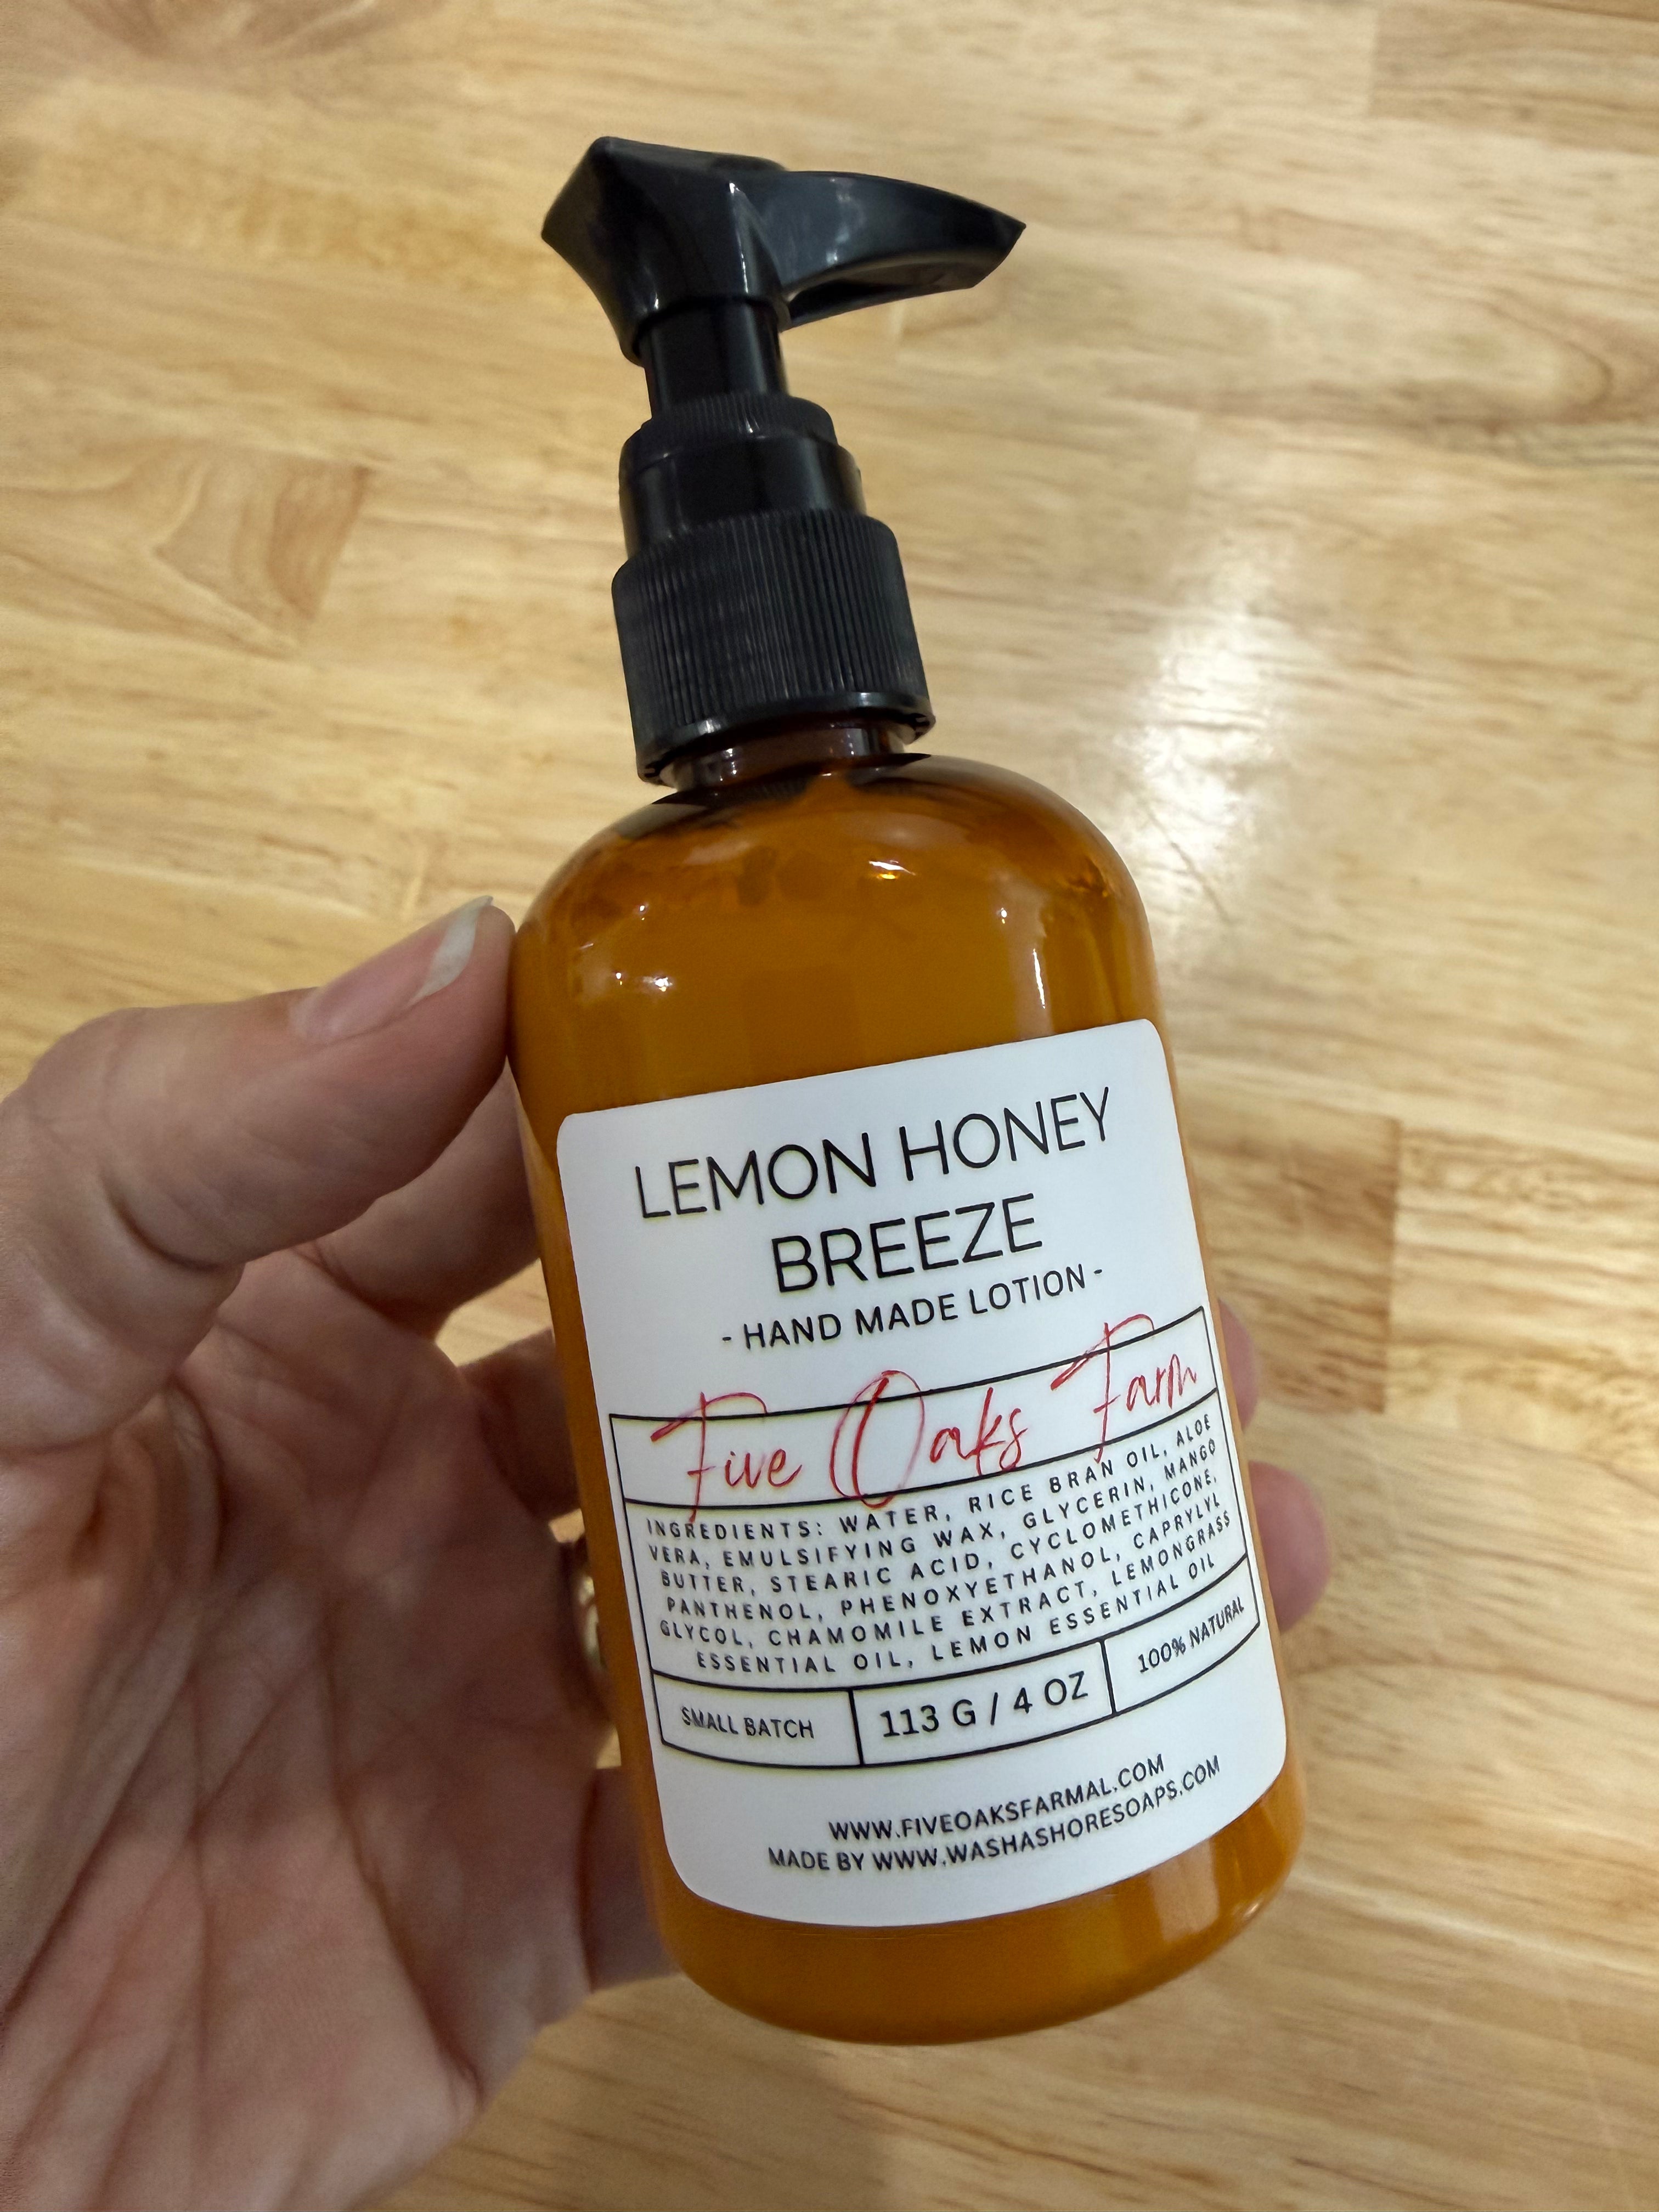 LEMON HONEY
BREEZE
- HAND MADE LOTION -
Five Oaks Farm
INGREDIENTS: WATER, RICE BRAN OIL, ALOE
VERA, EMULSIFYING WAX, GLYCERIN, MANGO
BUTTER, STEARIC ACID, CYCLOMETHICONE,
PANTHENOL, PHENOXYETHANOL, CAPRYLYL
GLYCOL, CHAMOMILE EXTRACT, LEMONGRASS
ESSENTIAL OIL, LEMON ESSENTIAL OIL
SMALL BATCH
113 G / 4 OZ
100% NATURAL
WWW.FIVEOAKSFARMAL.COM
MADE BY WWW.WASHASHORESOAPS.COM